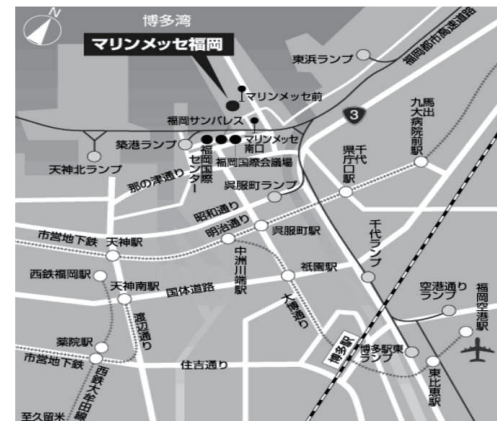 N
博多湾
マリンメッセ福岡
東浜ランプ
福岡都市高速道路
マリンメッセ前
福岡サンパレス
マリンメッセ南口
築港ランプ
福岡国際センター
福岡国際会議場
3
天神北ランプ
那の津通り
呉服町ランプ
千代県庁口駅
馬出九大病院前駅
昭和通り
明治通り
市営地下鉄
天神駅
中洲川端駅
呉服町駅
千代ランプ
西鉄福岡駅
天神南駅
国体道路
祇園駅
渡辺通り
大博通り
空港通りランプ
福岡空港駅
薬院駅
市営地下鉄
住吉通り
博多駅
博多駅東ランプ
東比恵駅
西鉄大牟田線
至久留米